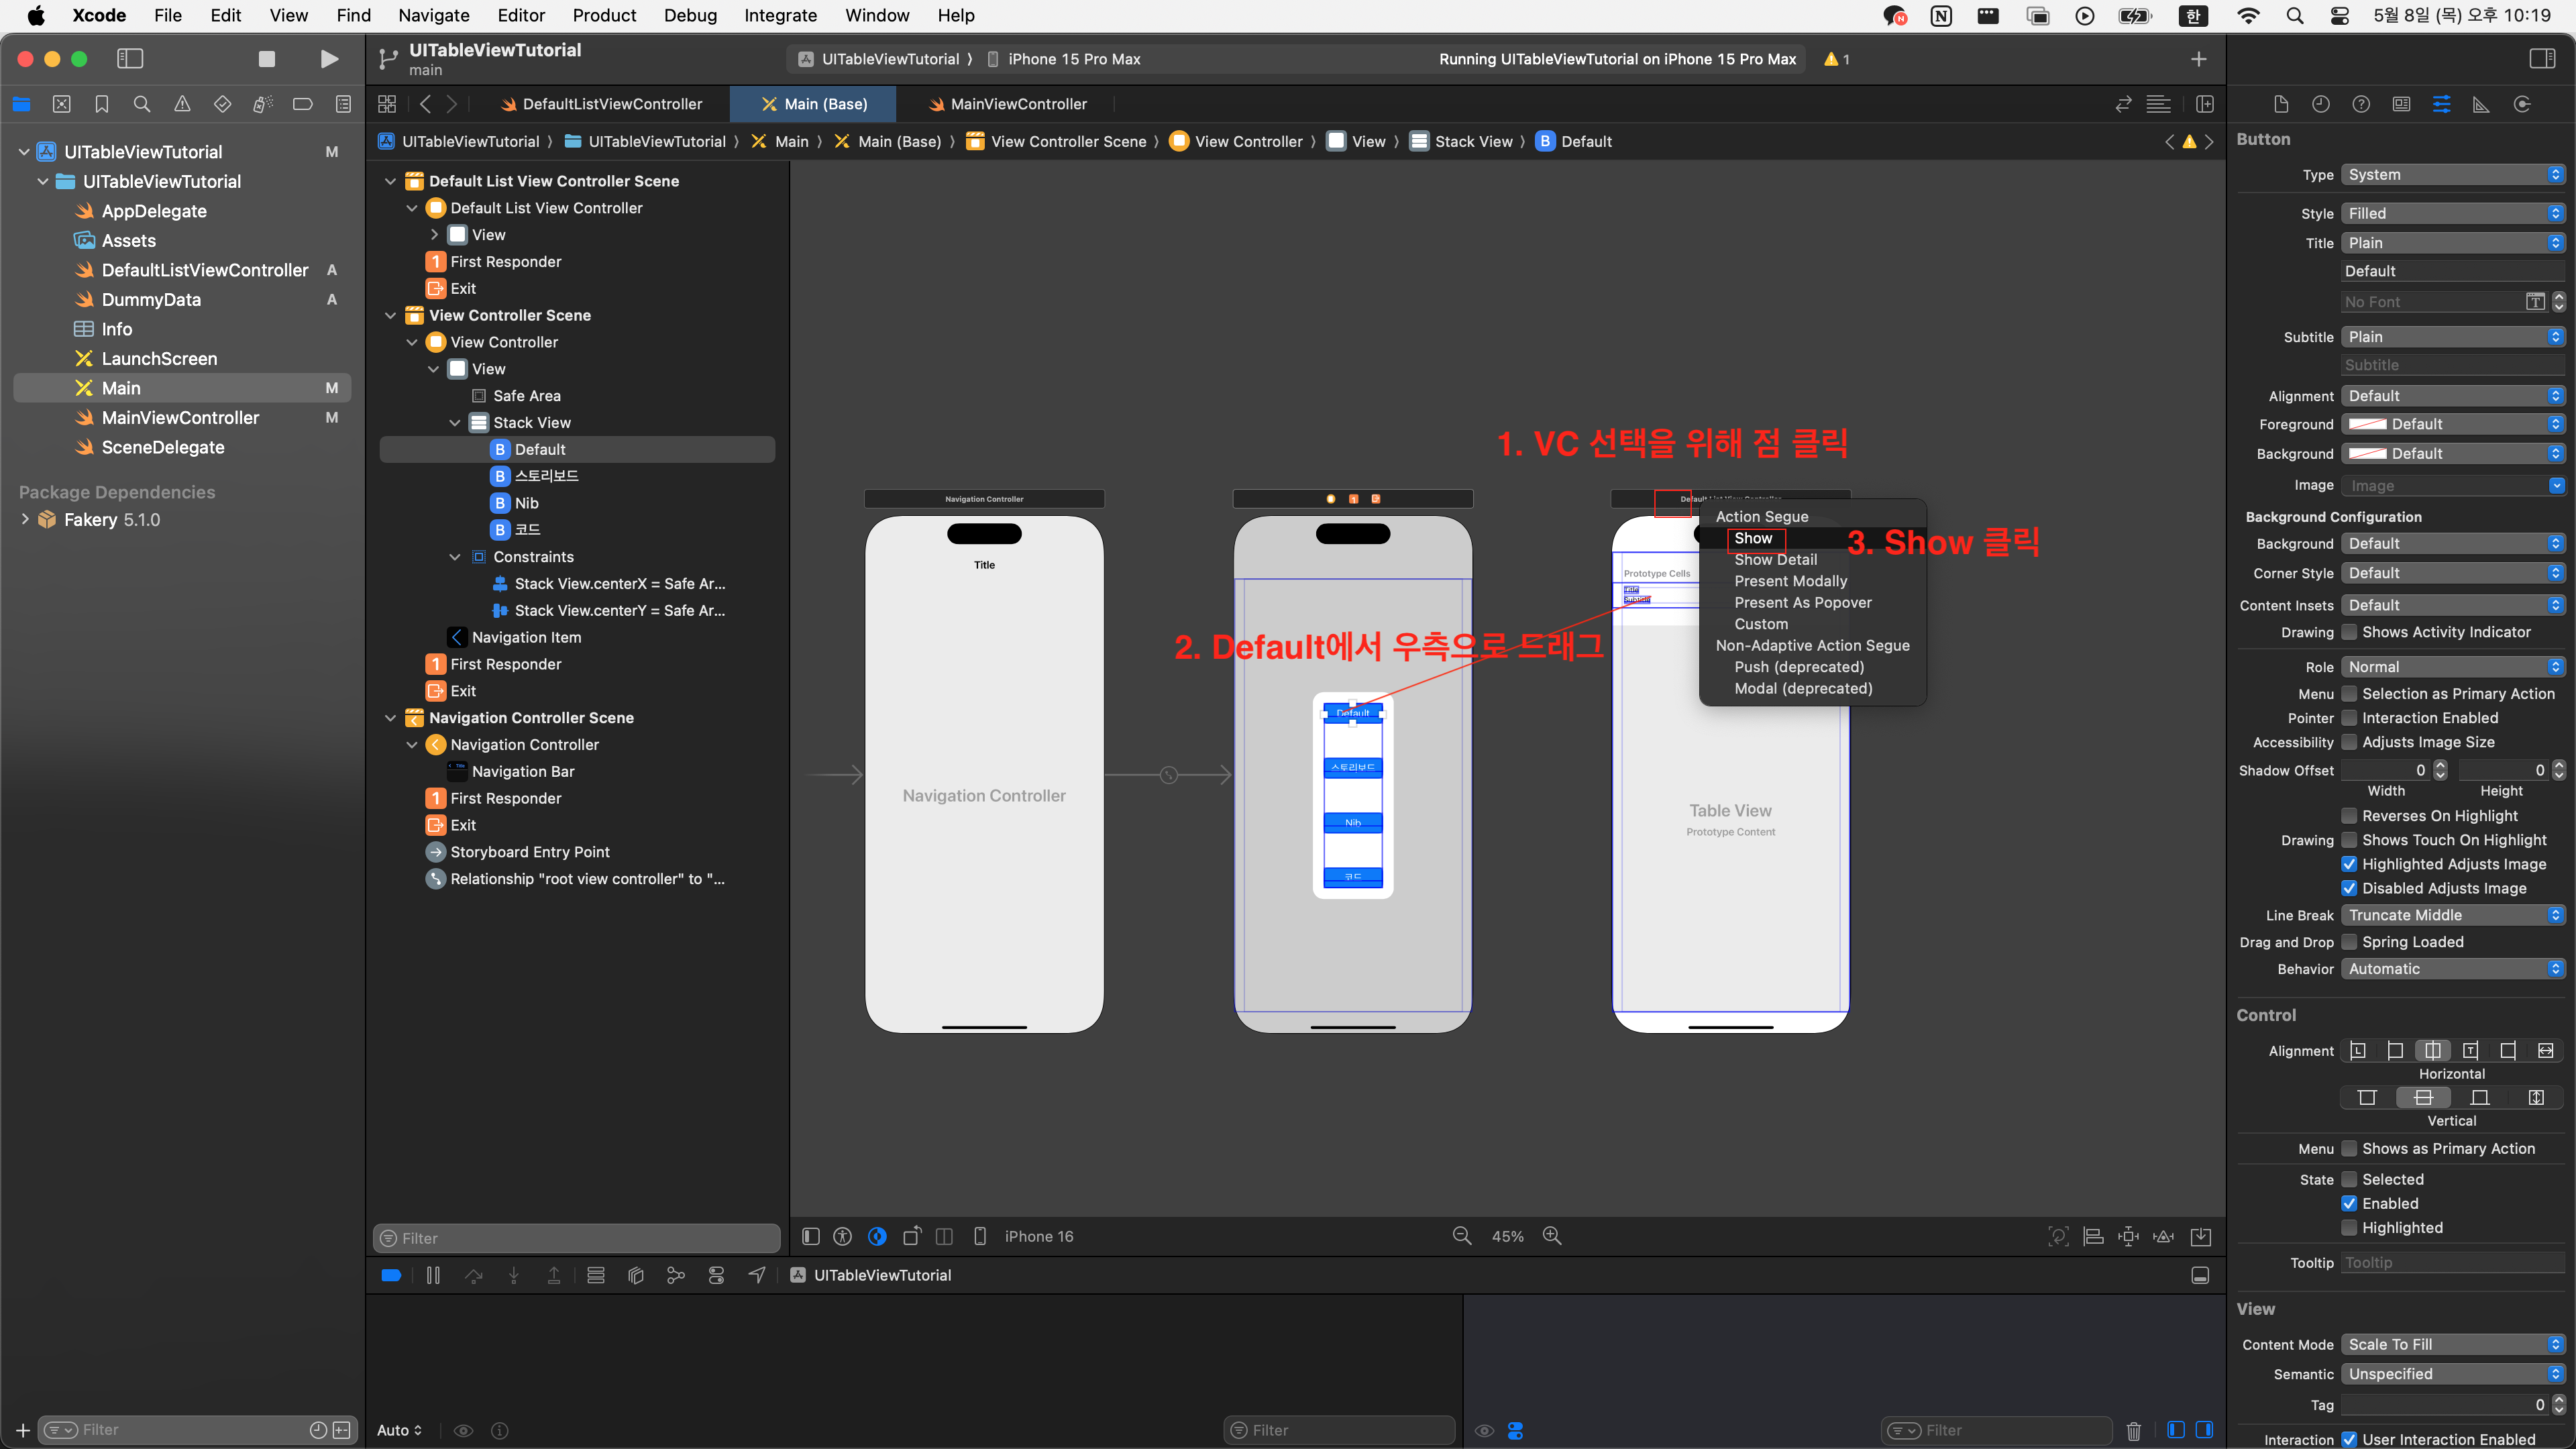 Xcode File Edit View Find Navigate Editor Product Debug Integrate Window Help
한 5월 8일 (목) 오후 10:19
UITableViewTutorial
main
UITableViewTutorial 〉 iPhone 15 Pro Max
Running UITableViewTutorial on iPhone 15 Pro Max
1
DefaultListViewController
Main (Base)
MainViewController
UITableViewTutorial 〉 UITableViewTutorial 〉 Main 〉 Main (Base) 〉 View Controller Scene 〉 View Controller 〉 View 〉 Stack View 〉 B Default
UITableViewTutorial M
UITableViewTutorial
AppDelegate
Assets
DefaultListViewController A
DummyData A
Info
LaunchScreen
Main M
MainViewController M
SceneDelegate
Package Dependencies
Fakery 5.1.0
Filter
Default List View Controller Scene
Default List View Controller
View
1 First Responder
Exit
View Controller Scene
View Controller
View
Safe Area
Stack View
B Default
B 스토리보드
B Nib
B 코드
Constraints
Stack View.centerX = Safe Ar...
Stack View.centerY = Safe Ar...
Navigation Item
1 First Responder
Exit
Navigation Controller Scene
Navigation Controller
Navigation Bar
1 First Responder
Exit
Storyboard Entry Point
Relationship "root view controller" to "...
Filter
1. VC 선택을 위해 점 클릭
Navigation Controller
Title
Navigation Controller
2. Default에서 우측으로 드래그
Default
스토리보드
Nib
코드
Prototype Cells
Title
Subtitle
Table View
Prototype Content
Action Segue
Show
Show Detail
Present Modally
Present As Popover
Custom
Non-Adaptive Action Segue
Push (deprecated)
Modal (deprecated)
3. Show 클릭
iPhone 16
45%
UITableViewTutorial
Auto
Filter
Filter
Button
Type System
Style Filled
Title Plain
Default
No Font
Subtitle Plain
Subtitle
Alignment Default
Foreground Default
Background Default
Image Image
Background Configuration
Background Default
Corner Style Default
Content Insets Default
Drawing Shows Activity Indicator
Role Normal
Menu Selection as Primary Action
Pointer Interaction Enabled
Accessibility Adjusts Image Size
Shadow Offset 0 0
Width Height
Reverses On Highlight
Drawing Shows Touch On Highlight
Highlighted Adjusts Image
Disabled Adjusts Image
Line Break Truncate Middle
Drag and Drop Spring Loaded
Behavior Automatic
Control
Alignment
Horizontal
Vertical
Menu Shows as Primary Action
State Selected
Enabled
Highlighted
Tooltip Tooltip
View
Content Mode Scale To Fill
Semantic Unspecified
Tag 0
Interaction User Interaction Enabled